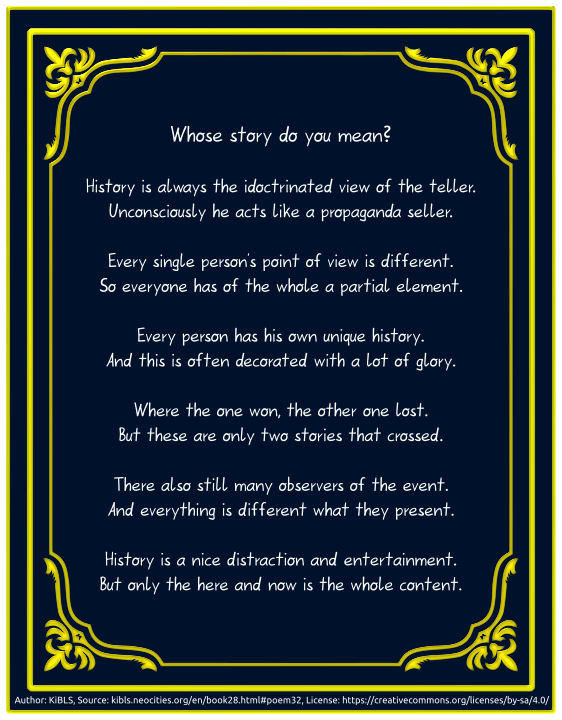 Whose story do you mean?
History is always the idoctrinated view of the teller.
Unconsciously he acts like a propaganda seller.
Every single person's point of view is different.
So everyone has of the whole a partial element.
Every person has his own unique history.
And this is often decorated with a lot of glory.
Where the one won, the other one lost.
But these are only two stories that crossed.
There also still many observers of the event.
And everything is different what they present.
History is a nice distraction and entertainment.
But only the here and now is the whole content.
Author: KiBLS, Source: kibls.neocities.org/en/book28.html#poem32, License: https://creativecommons.org/licenses/by-sa/4.0/